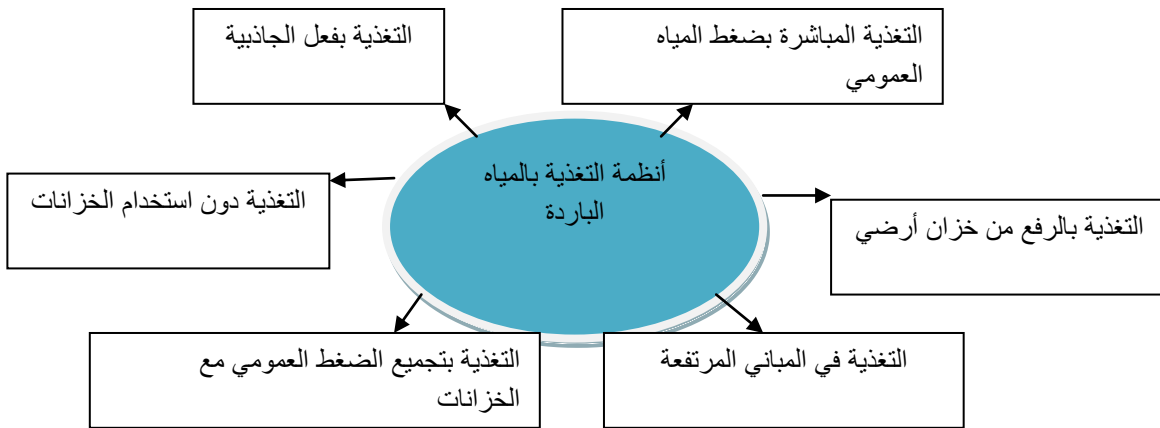 أنظمة التغذية بالمياه
الباردة
التغذية المباشرة بضغط المياه
العمومي
التغذية بفعل الجاذبية
التغذية بالرفع من خزان أرضي
التغذية دون استخدام الخزانات
التغذية في المباني المرتفعة
التغذية بتجميع الضغط العمومي مع
الخزانات